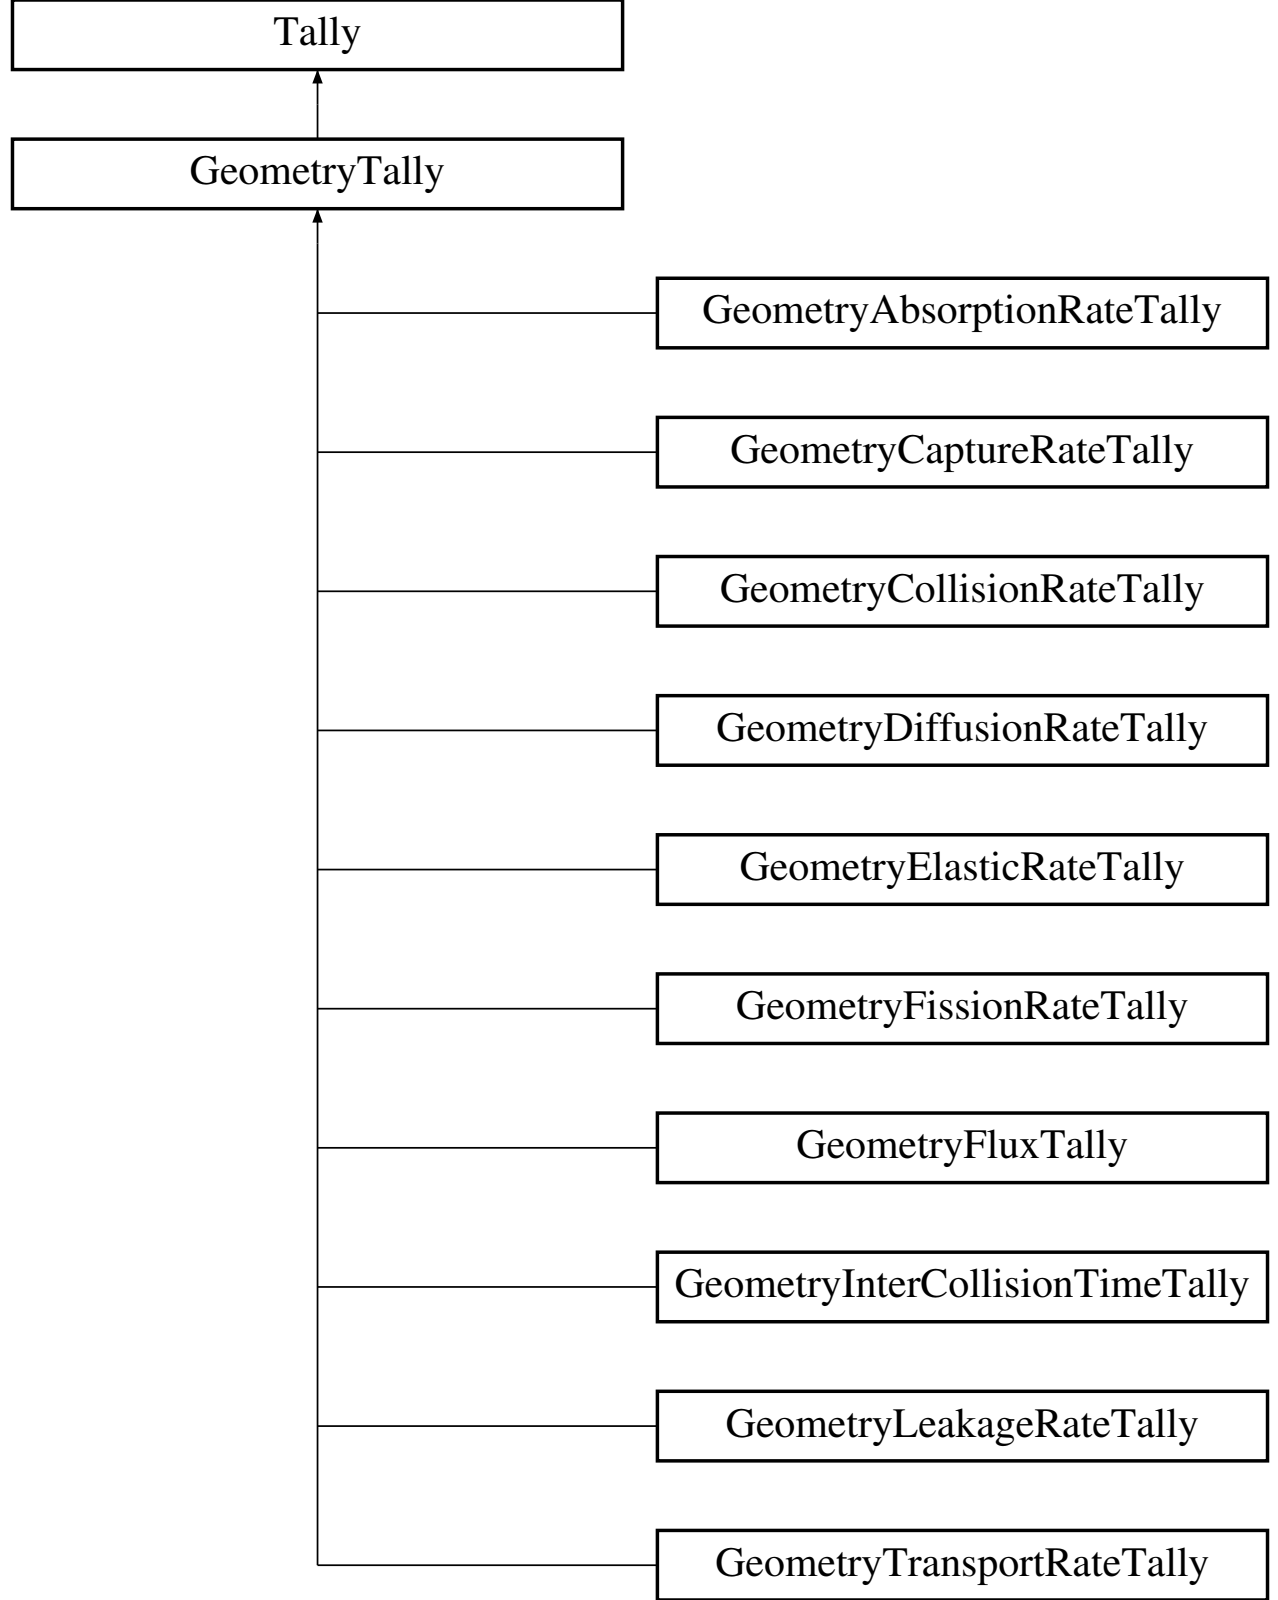 Tally
GeometryTally
GeometryAbsorptionRateTally
GeometryCaptureRateTally
GeometryCollisionRateTally
GeometryDiffusionRateTally
GeometryElasticRateTally
GeometryFissionRateTally
GeometryFluxTally
GeometryInterCollisionTimeTally
GeometryLeakageRateTally
GeometryTransportRateTally